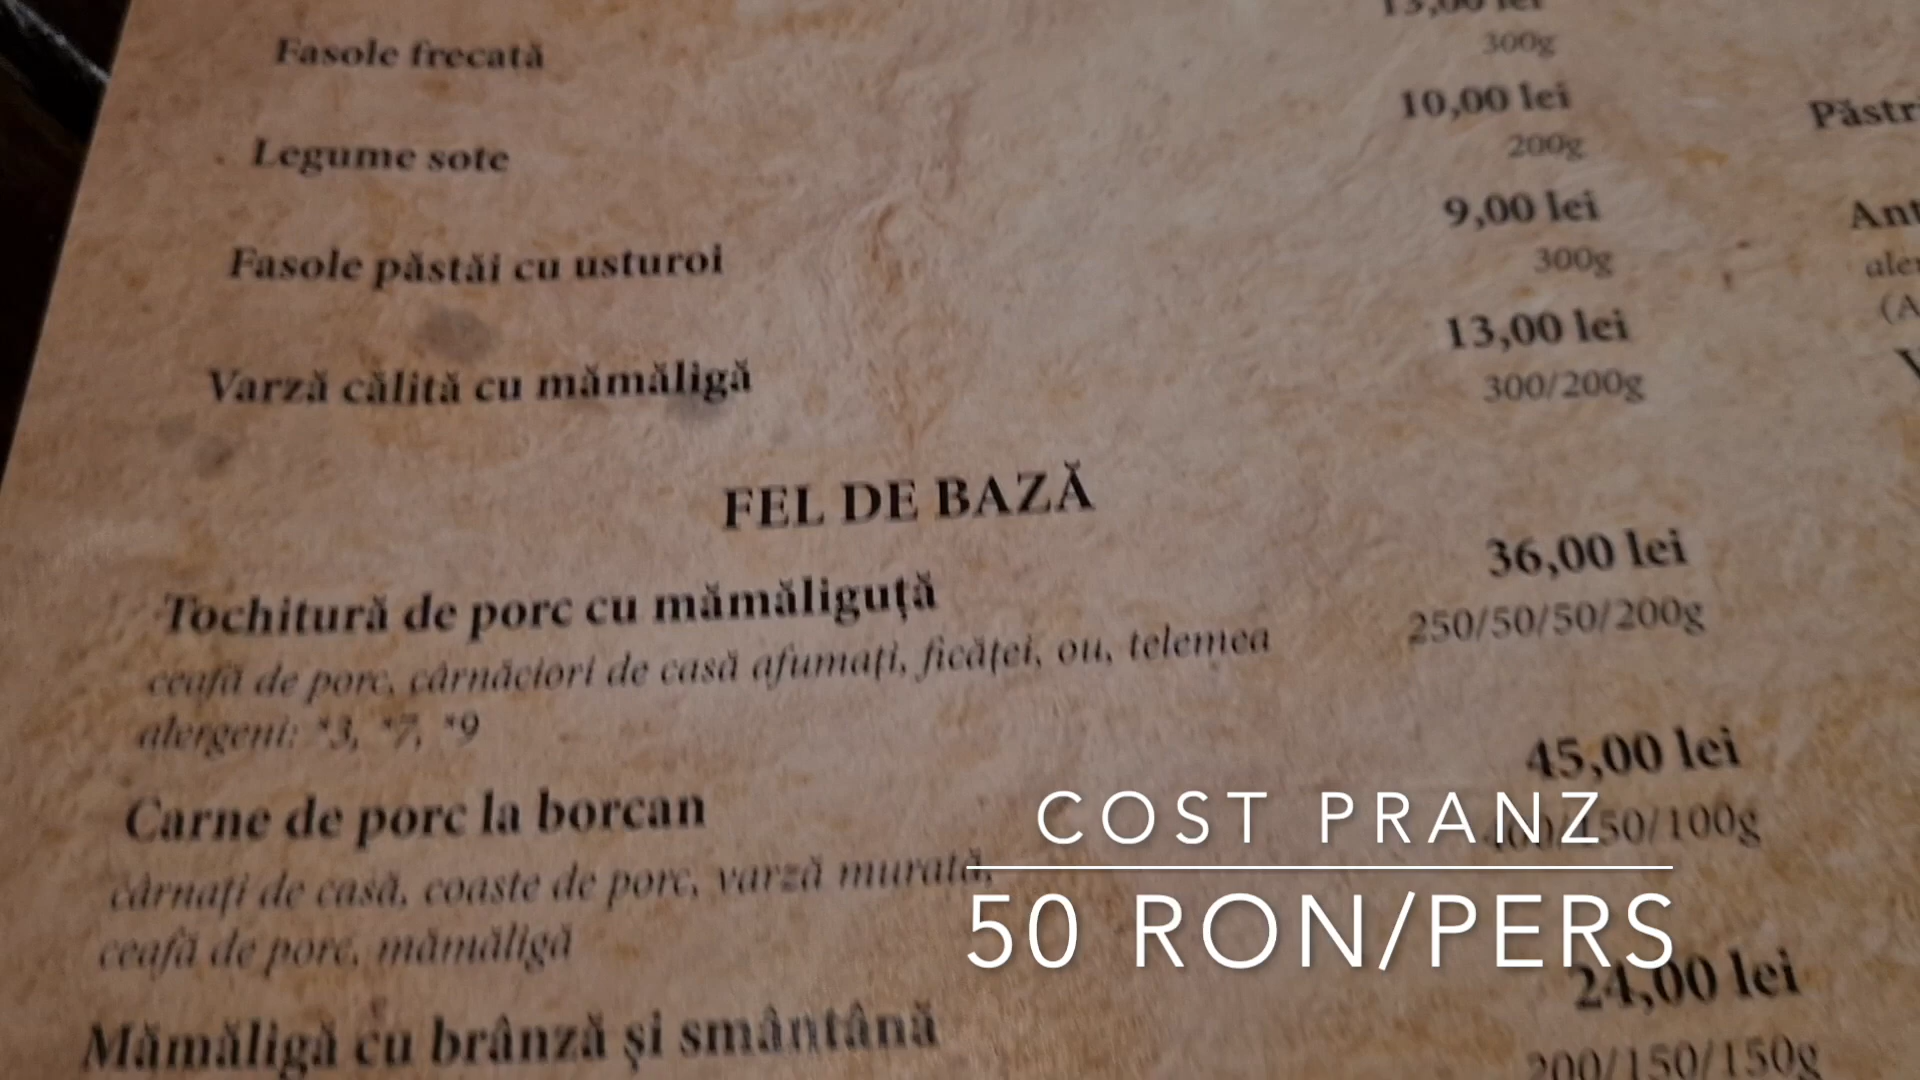 13,00 lei
Fasole frecată
300g
10,00 lei
Legume sote
200g
9,00 lei
Fasole păstăi cu usturoi
300g
13,00 lei
Varză călită cu mămăligă
300/200g
FEL DE BAZĂ
36,00 lei
Tochitură de porc cu mămăliguță
250/50/50/200g
ceafă de porc, cârnăciori de casă afumați, ficăței, ou, telemea
alergeni: *3, *7, *9
45,00 lei
Carne de porc la borcan
/100g
cârnați de casă, coaste de porc, varză murată,
ceafă de porc, mămăligă
24,00 lei
Mămăligă cu brânză și smântână
200/150/150g
COST PRANZ
50 RON/PERS